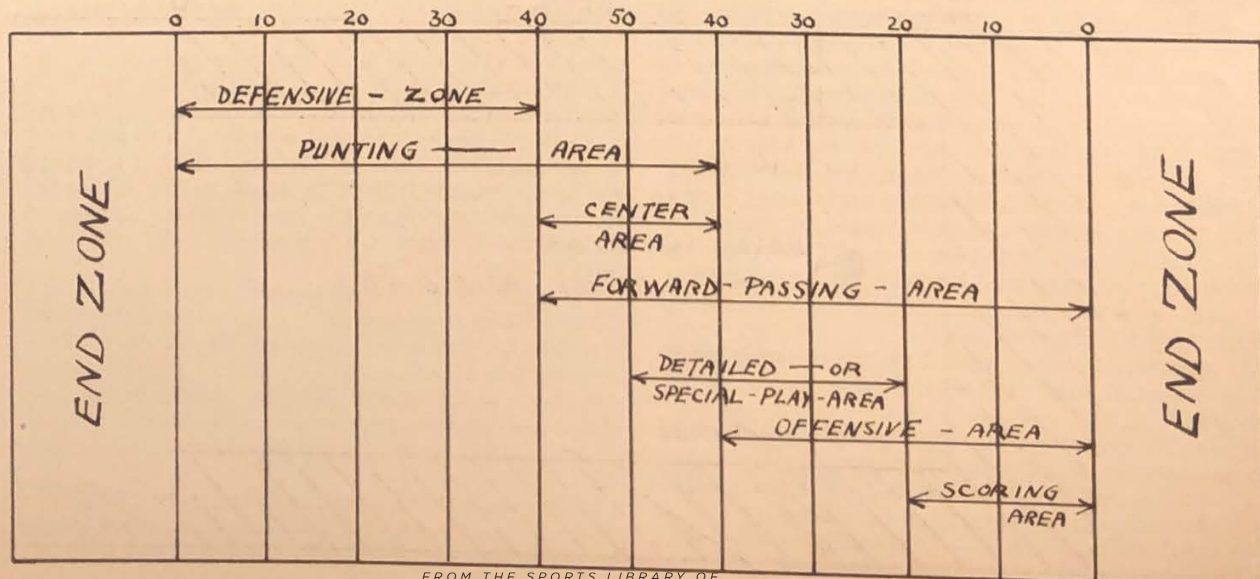 0 10 20 30 40 50 40 30 20 10 0
DEFENSIVE - ZONE
PUNTING — AREA
CENTER
AREA
FORWARD - PASSING - AREA
DETAILED — OR
SPECIAL - PLAY - AREA
OFFENSIVE - AREA
SCORING
AREA
END ZONE
END ZONE
FROM THE SPORTS LIBRARY OF